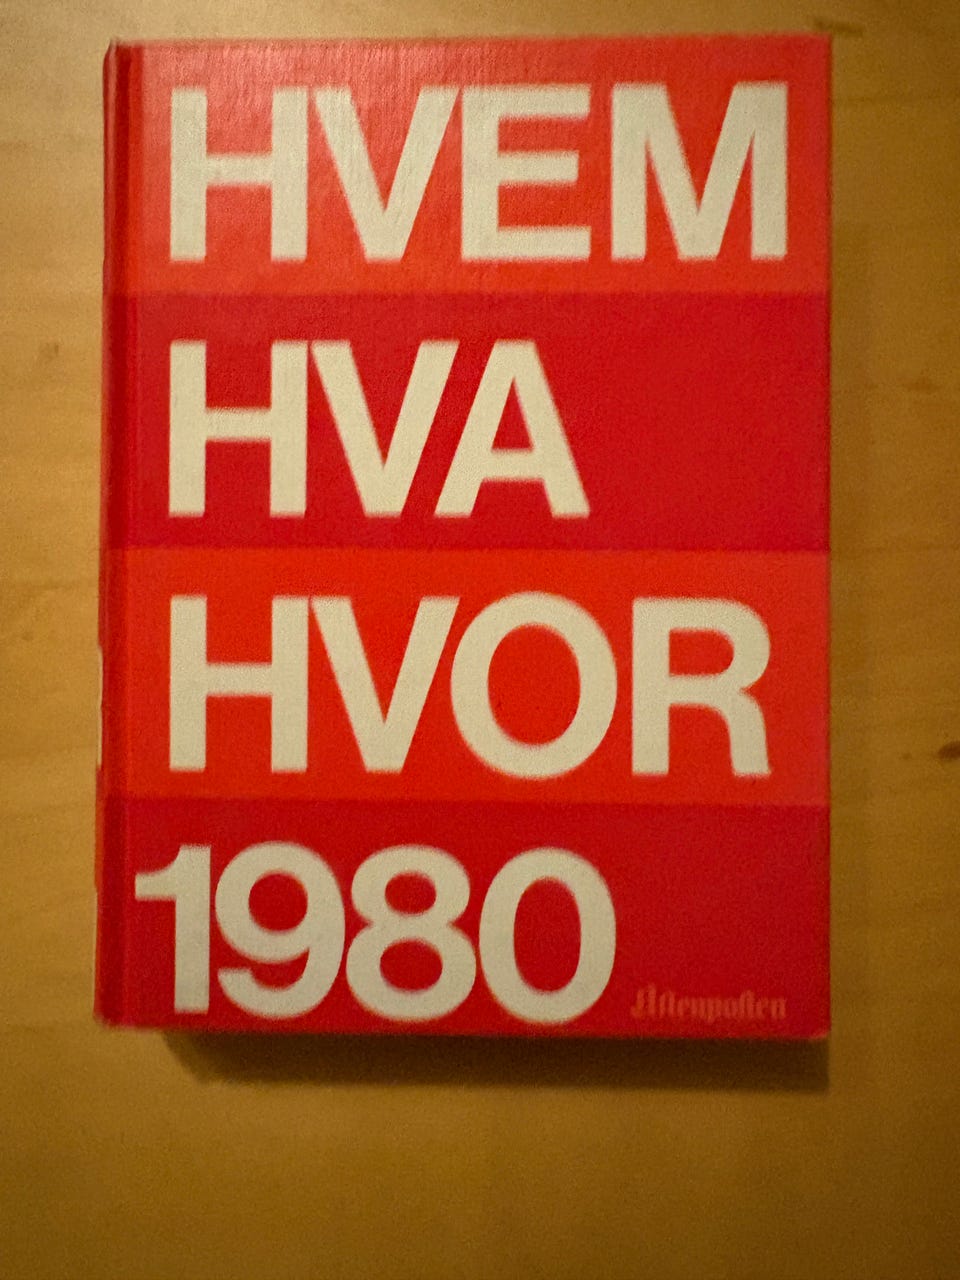 HVEM
HVA
HVOR
1980
Aftenposten